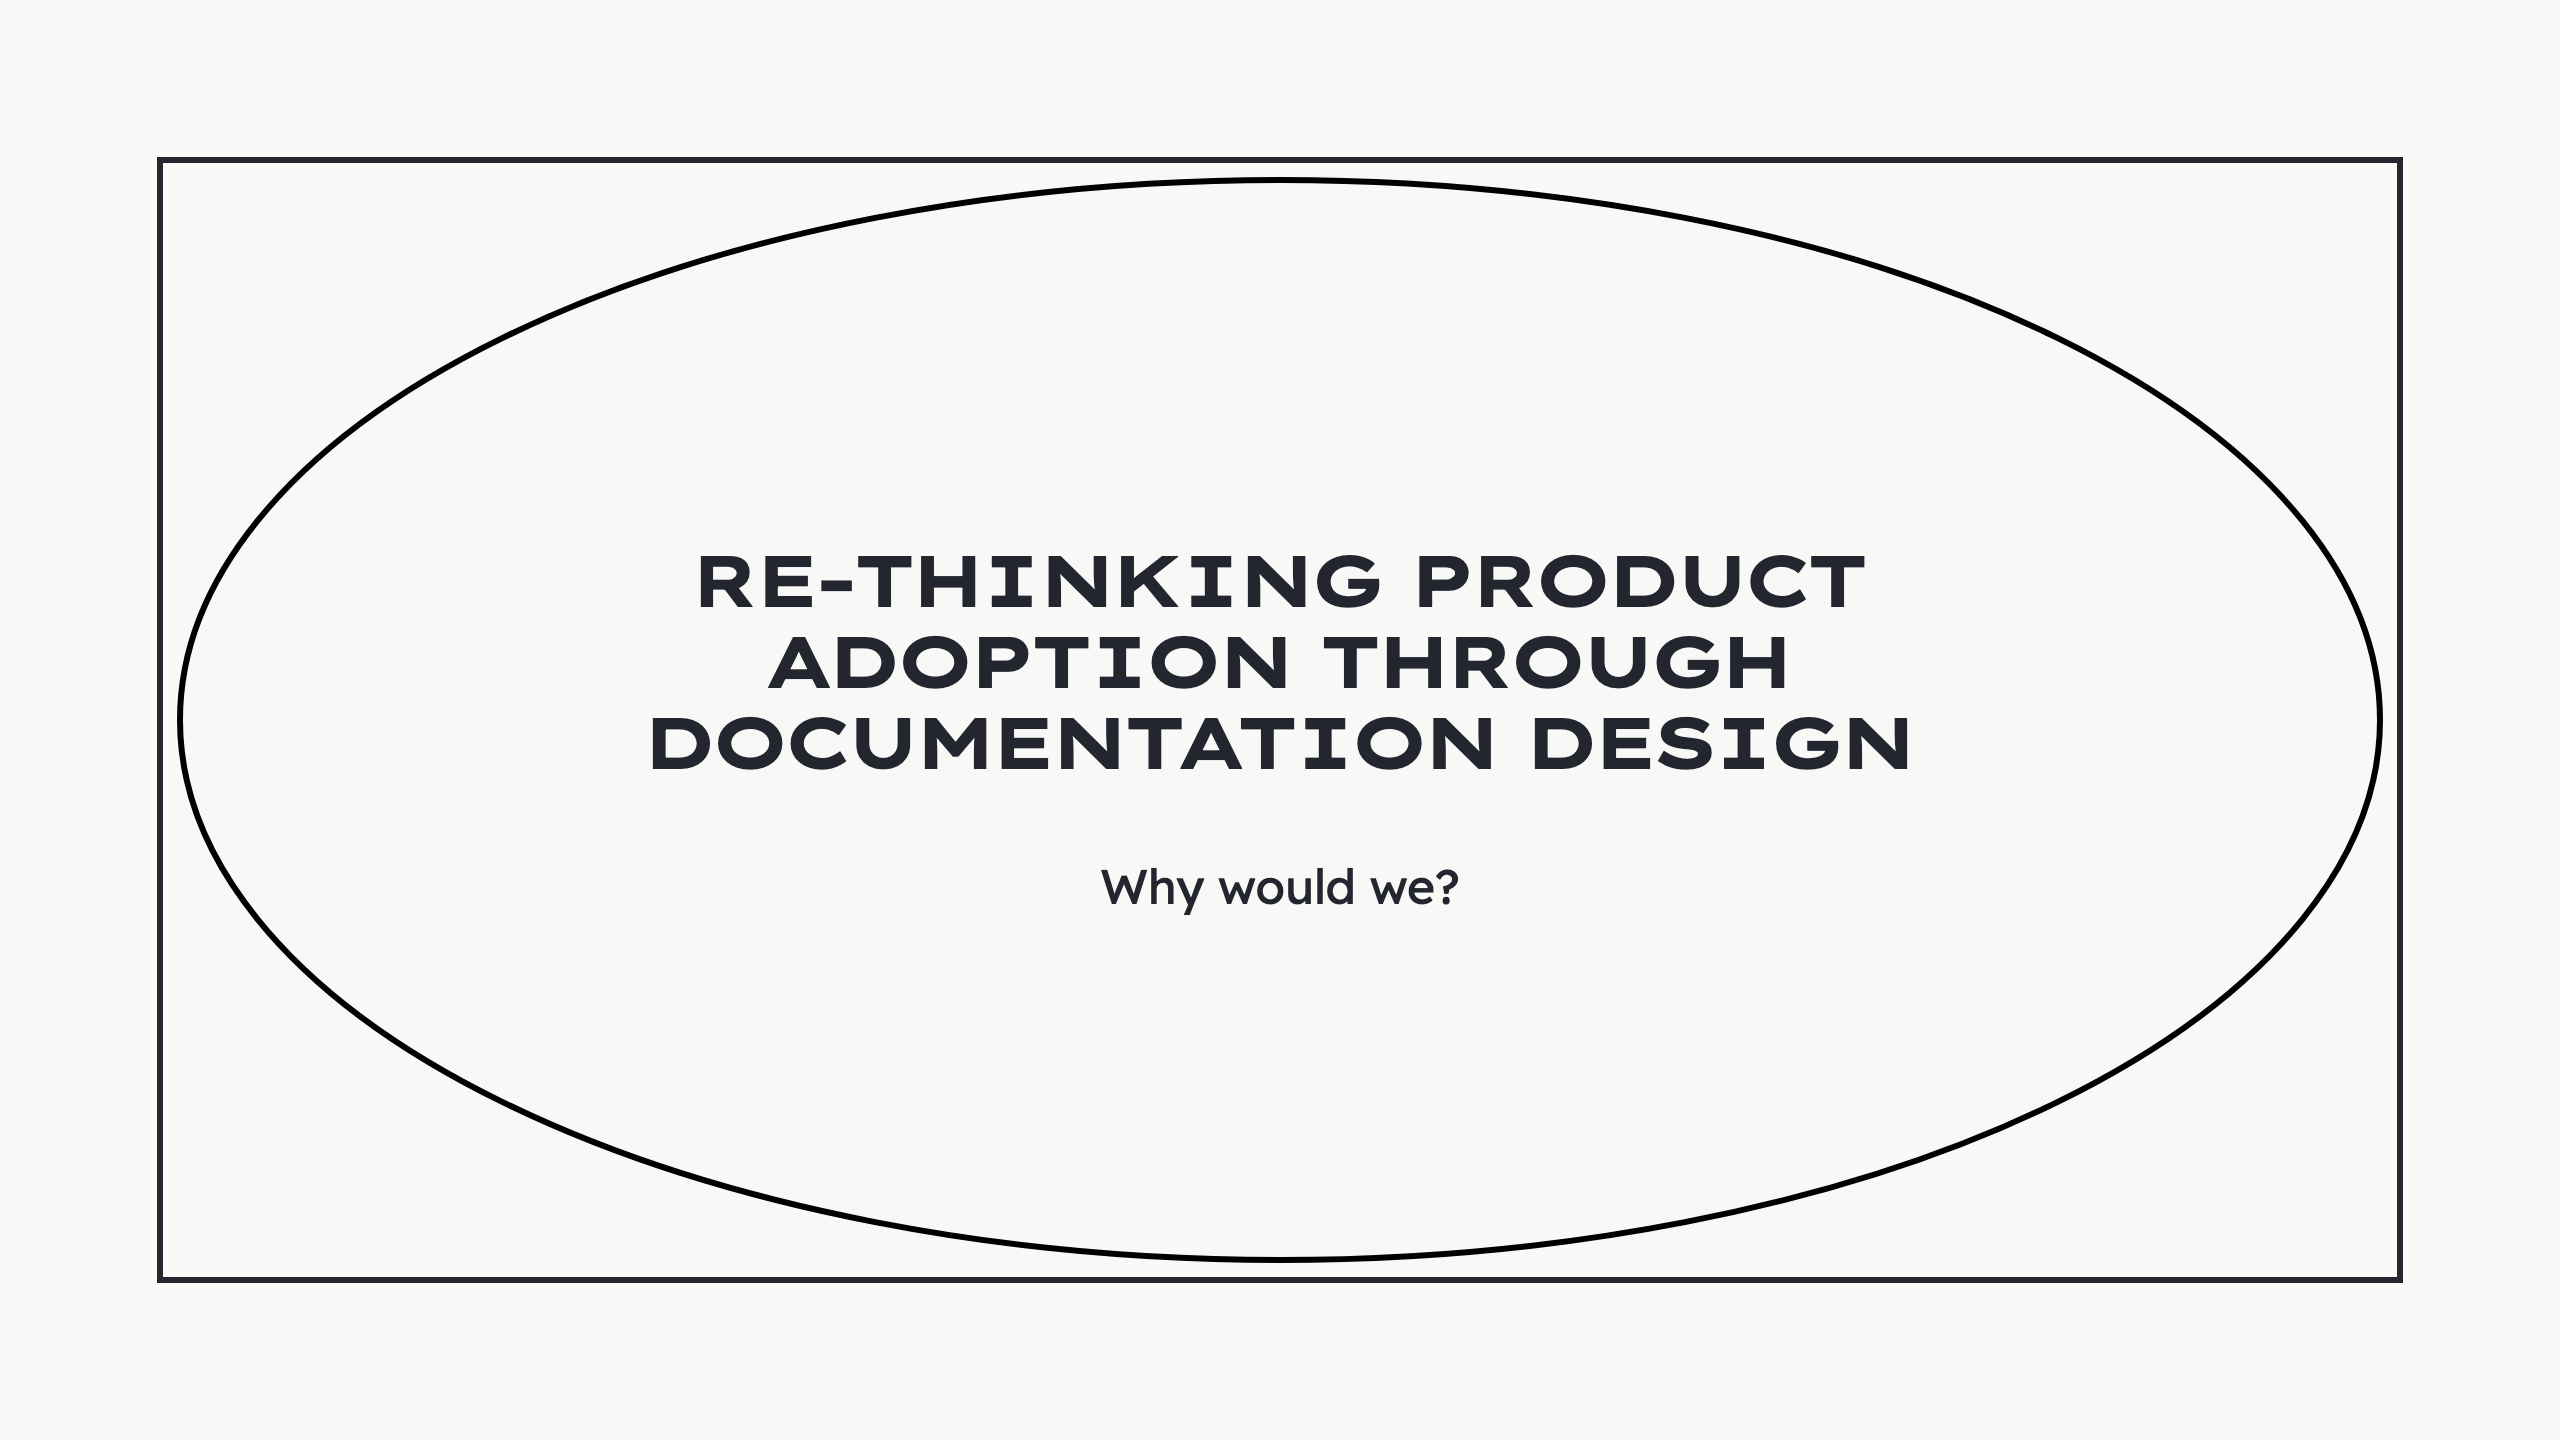 RE-THINKING PRODUCT
ADOPTION THROUGH
DOCUMENTATION DESIGN
Why would we?